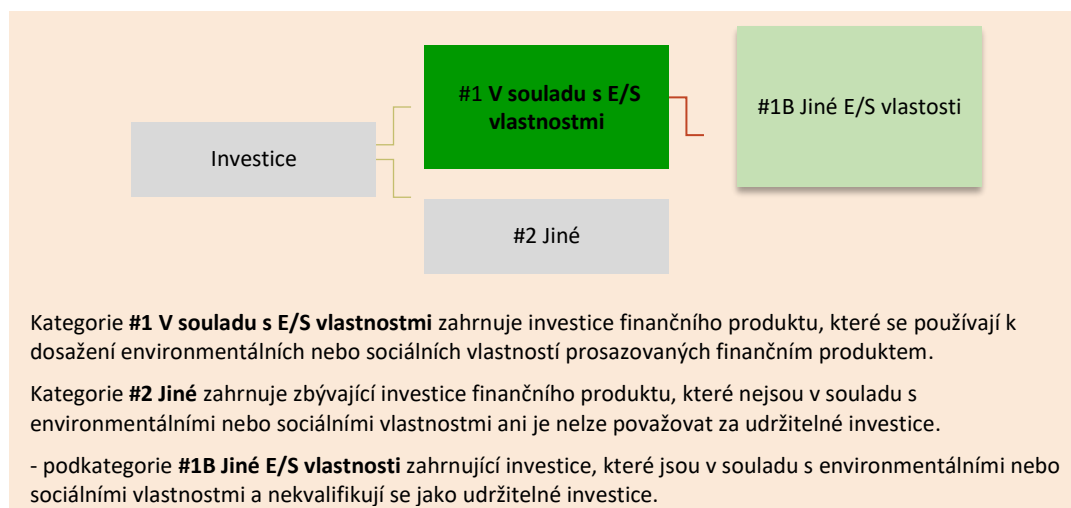 #1 V souladu s E/S
vlastnostmi
#1B Jiné E/S vlastosti
Investice
#2 Jiné
Kategorie #1 V souladu s E/S vlastnostmi zahrnuje investice finančního produktu, které se používají k
dosažení environmentálních nebo sociálních vlastností prosazovaných finančním produktem.
Kategorie #2 Jiné zahrnuje zbývající investice finančního produktu, které nejsou v souladu s
environmentálními nebo sociálními vlastnostmi ani je nelze považovat za udržitelné investice.
- podkategorie #1B Jiné E/S vlastnosti zahrnující investice, které jsou v souladu s environmentálními nebo
sociálními vlastnostmi a nekvalifikují se jako udržitelné investice.